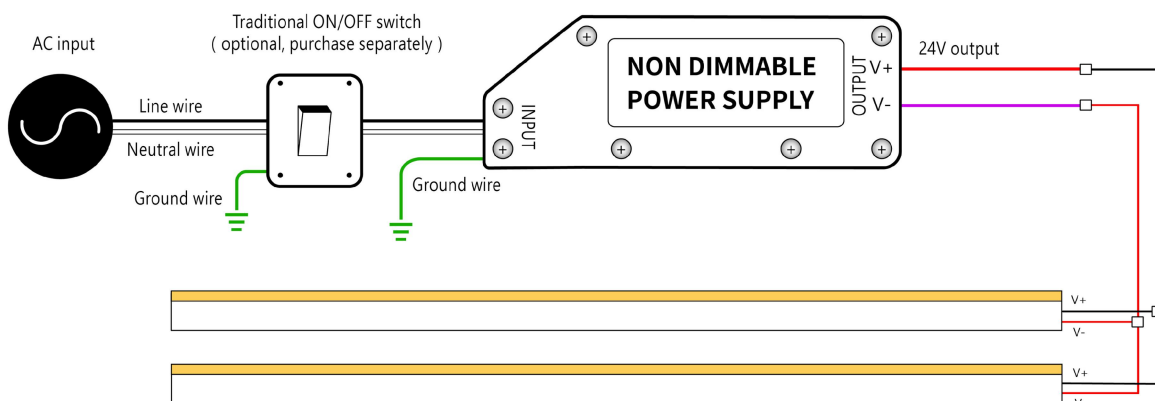 Traditional ON/OFF switch
( optional, purchase separately )
AC input
24V output
NON DIMMABLE
POWER SUPPLY
INPUT
OUTPUT
V+
V-
Line wire
Neutral wire
Ground wire
Ground wire
V+
V-
V+